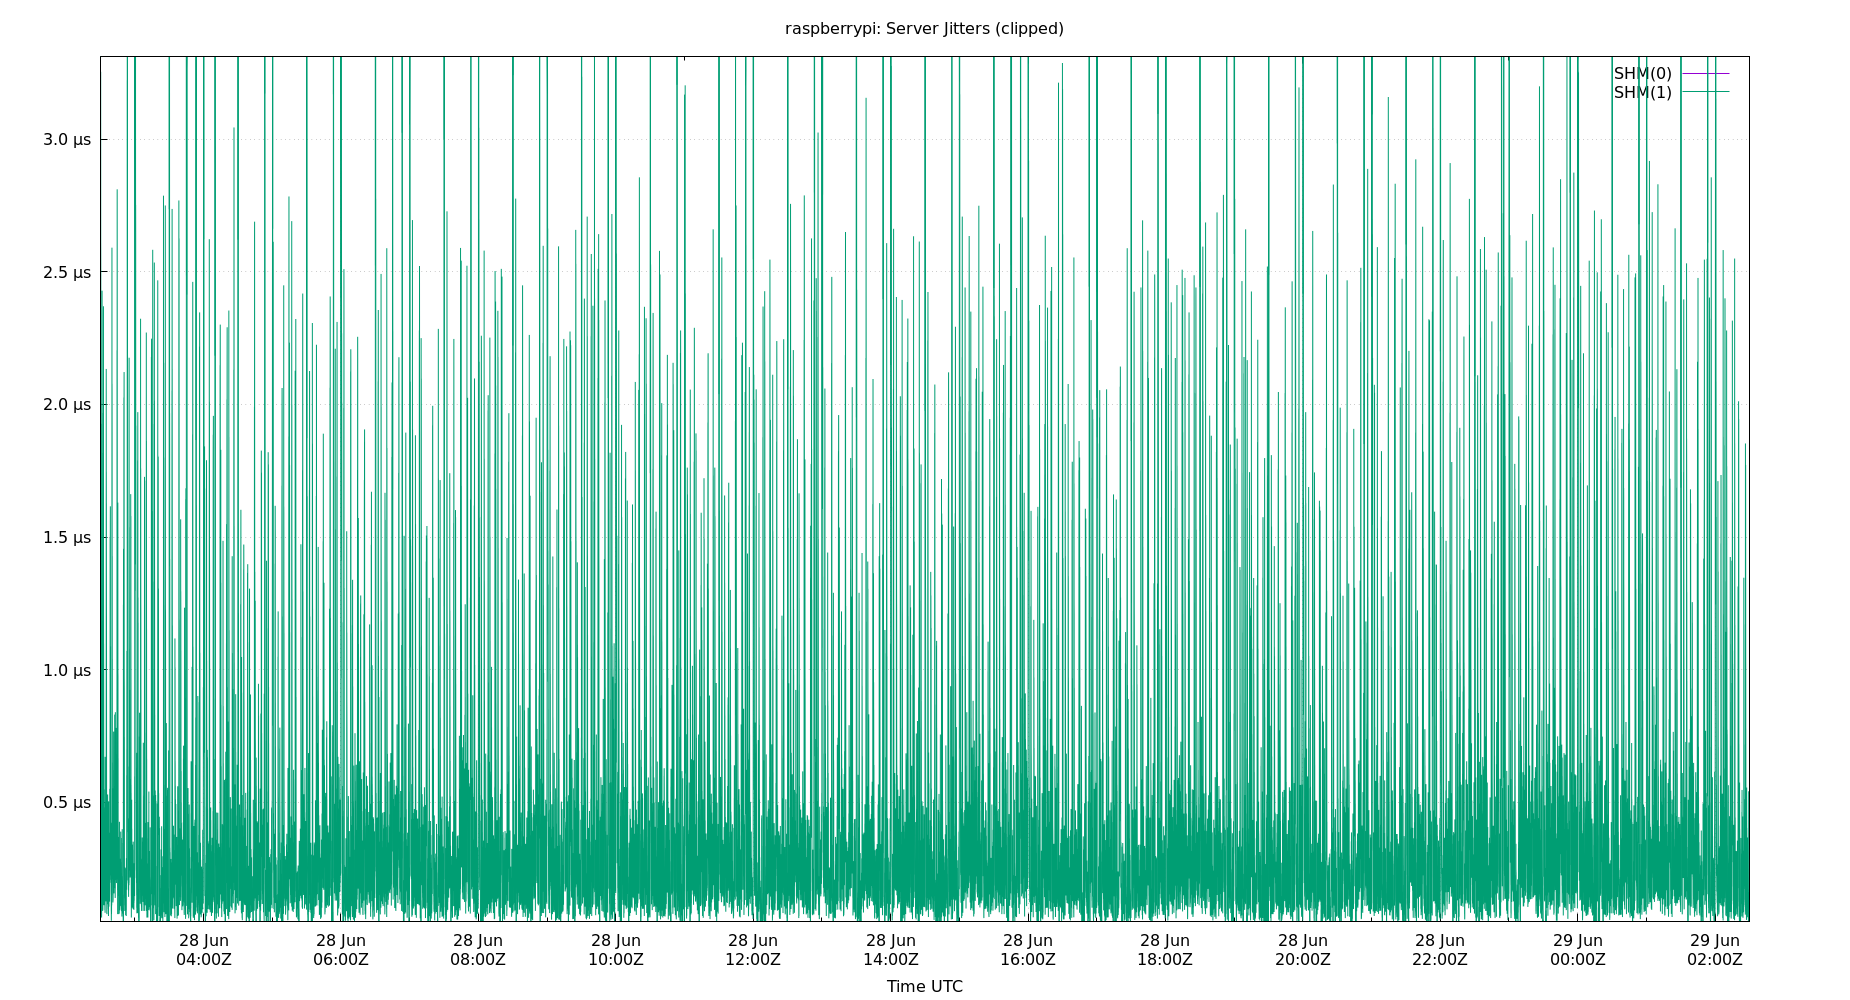 raspberrypi: Server Jitters (clipped)
SHM(0)
SHM(1)
3.0 µs
2.5 µs
2.0 µs
1.5 µs
1.0 µs
0.5 µs
28 Jun 28 Jun 28 Jun 28 Jun 28 Jun 28 Jun 28 Jun 28 Jun 28 Jun 28 Jun 29 Jun 29 Jun
04:00Z 06:00Z 08:00Z 10:00Z 12:00Z 14:00Z 16:00Z 18:00Z 20:00Z 22:00Z 00:00Z 02:00Z
Time UTC